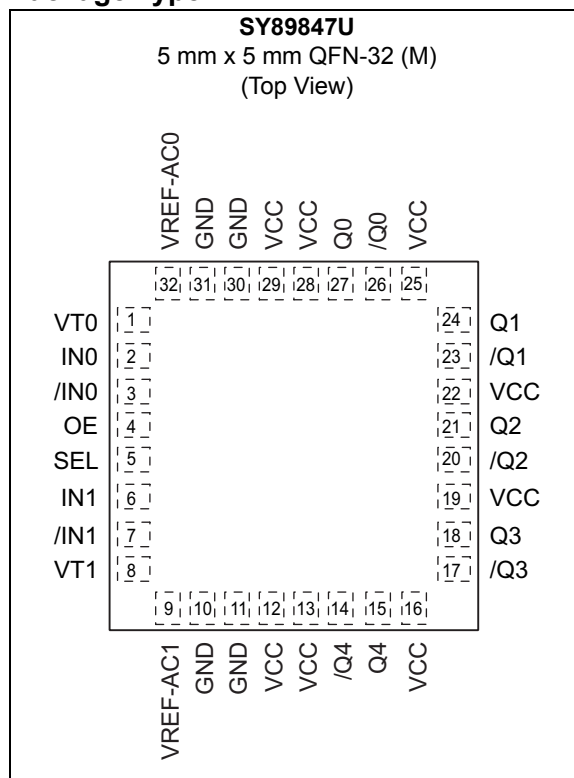 SY89847U
5 mm x 5 mm QFN-32 (M)
(Top View)
VREF-AC0
GND
GND
VCC
VCC
Q0
/Q0
VCC
32 31 30 29 28 27 26 25
VT0 1 24 Q1
IN0 2 23 /Q1
/IN0 3 22 VCC
OE 4 21 Q2
SEL 5 20 /Q2
IN1 6 19 VCC
/IN1 7 18 Q3
VT1 8 17 /Q3
9 10 11 12 13 14 15 16
VREF-AC1
GND
GND
VCC
VCC
/Q4
Q4
VCC